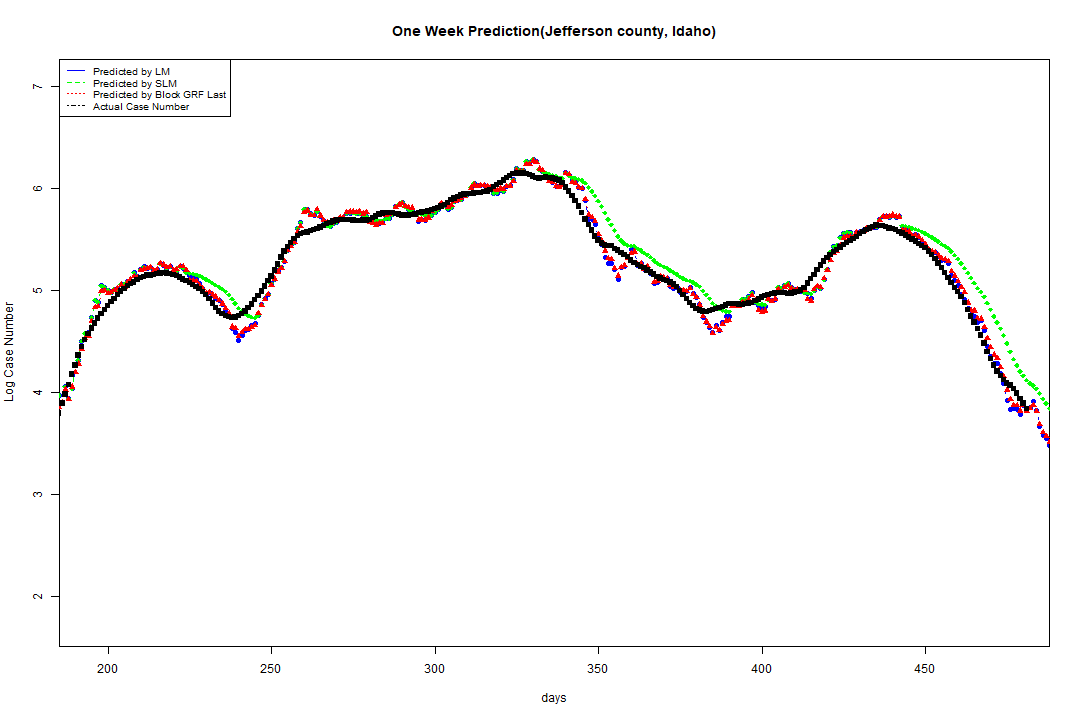 One Week Prediction(Jefferson county, Idaho)
Predicted by LM
Predicted by SLM
Predicted by Block GRF Last
Actual Case Number
7
6
5
4
3
2
Log Case Number
200 250 300 350 400 450
days